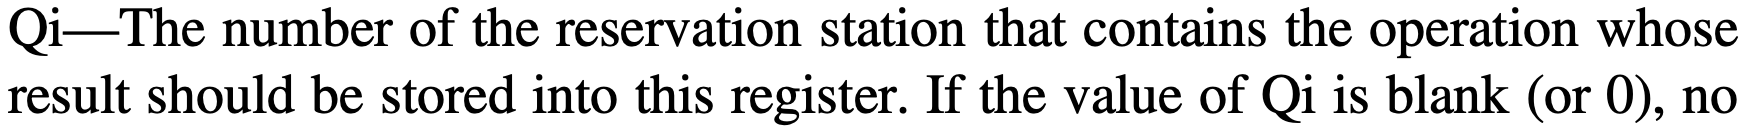 Qi—The number of the reservation station that contains the operation whose
result should be stored into this register. If the value of Qi is blank (or 0), no